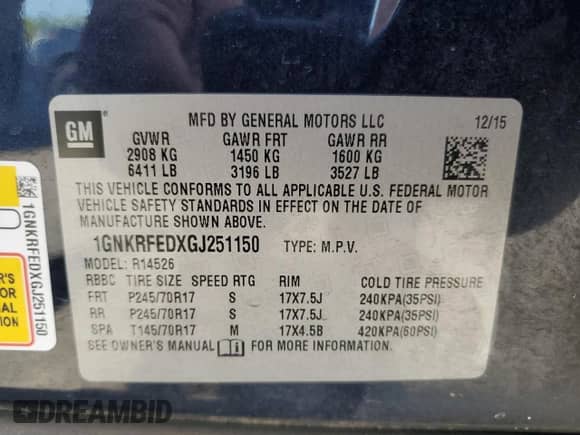 GM
MFD BY GENERAL MOTORS LLC 12/15
GVWR GAWR FRT GAWR RR
2908 KG 1450 KG 1600 KG
6411 LB 3196 LB 3527 LB
THIS VEHICLE CONFORMS TO ALL APPLICABLE U.S. FEDERAL MOTOR
VEHICLE SAFETY STANDARDS IN EFFECT ON THE DATE OF
MANUFACTURE SHOWN ABOVE.
1GNKRFEDXGJ251150 TYPE: M.P.V.
MODEL: R14526
RBBC TIRE SIZE SPEED RTG RIM COLD TIRE PRESSURE
FRT P245/70R17 S 17X7.5J 240KPA(35PSI)
RR P245/70R17 S 17X7.5J 240KPA(35PSI)
SPA T145/70R17 M 17X4.5B 420KPA(60PSI)
SEE OWNER'S MANUAL FOR MORE INFORMATION.
1GNKRFEDXGJ251150
ER'S
FOR
ONAL
ATION
DREAMBID